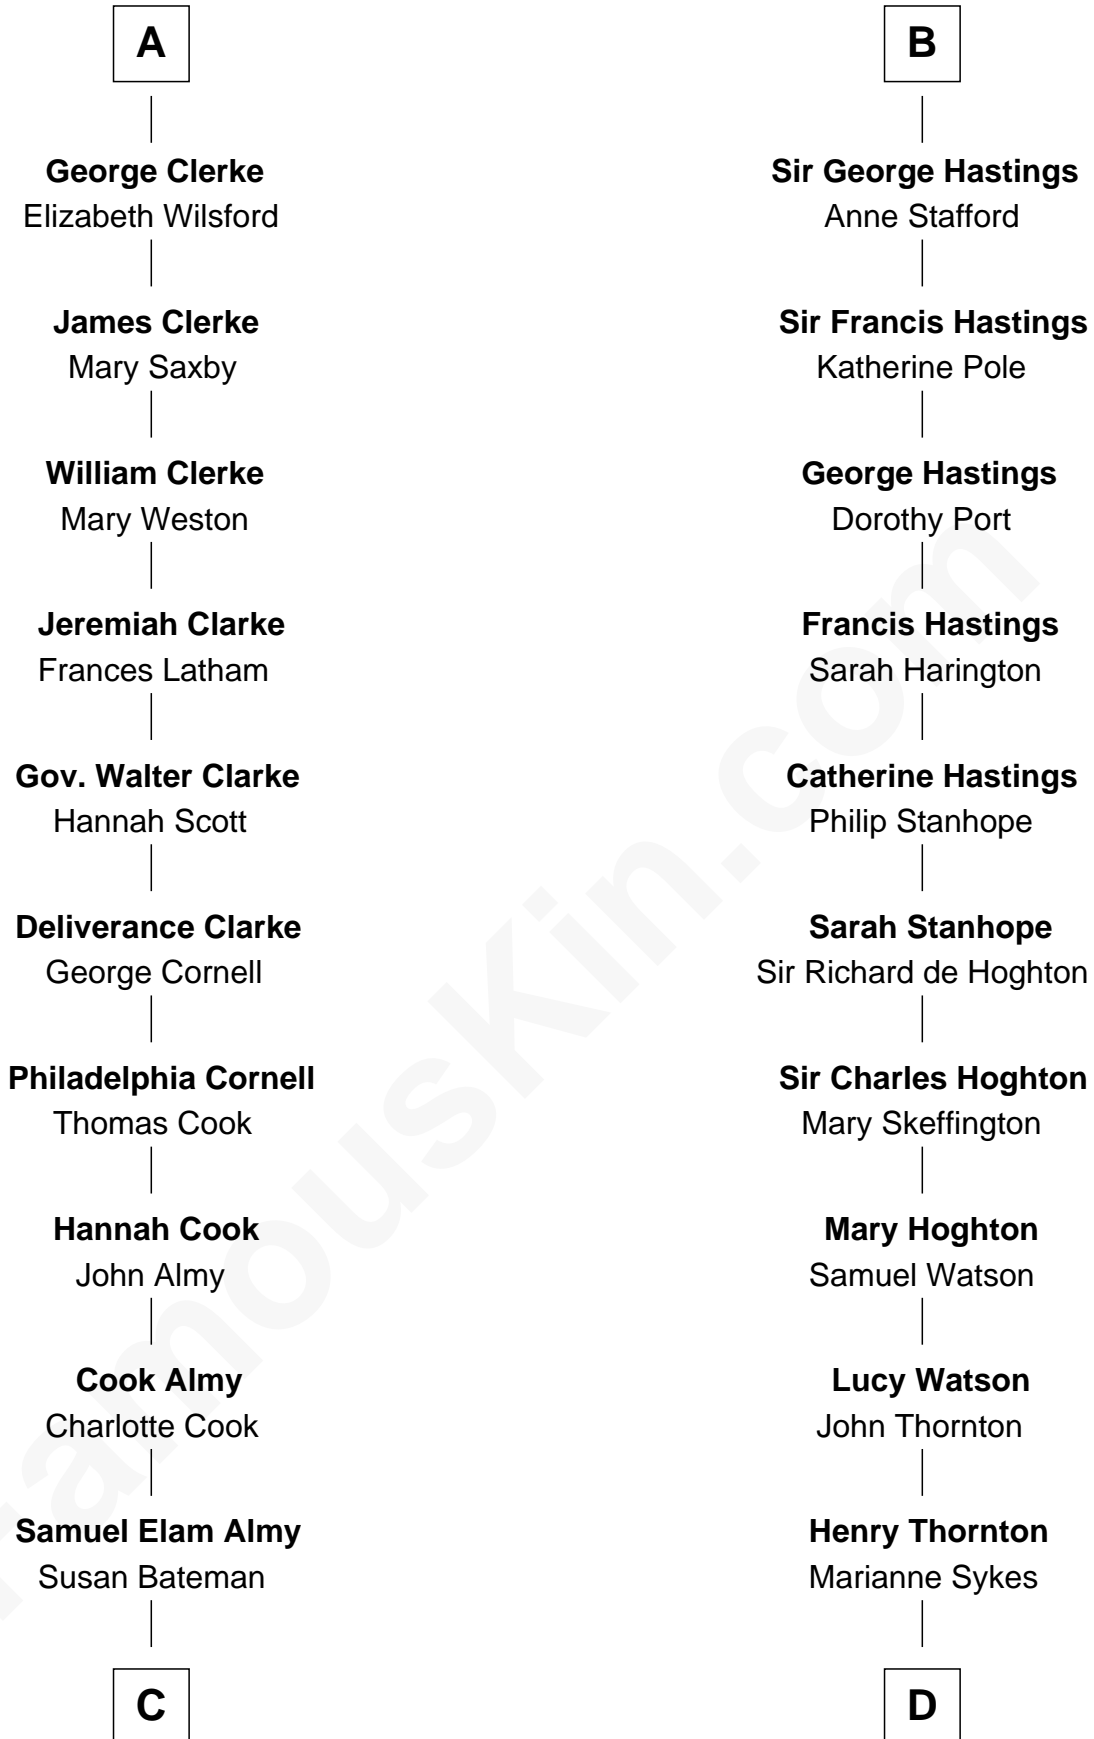 A
George Clerke
Elizabeth Wilsford
James Clerke
Mary Saxby
William Clerke
Mary Weston
Jeremiah Clarke
Frances Latham
Gov. Walter Clarke
Hannah Scott
Deliverance Clarke
George Cornell
Philadelphia Cornell
Thomas Cook
Hannah Cook
John Almy
Cook Almy
Charlotte Cook
Samuel Elam Almy
Susan Bateman
C
B
Sir George Hastings
Anne Stafford
Sir Francis Hastings
Katherine Pole
George Hastings
Dorothy Port
Francis Hastings
Sarah Harington
Catherine Hastings
Philip Stanhope
Sarah Stanhope
Sir Richard de Hoghton
Sir Charles Hoghton
Mary Skeffington
Mary Hoghton
Samuel Watson
Lucy Watson
John Thornton
Henry Thornton
Marianne Sykes
D
FamousKin.com